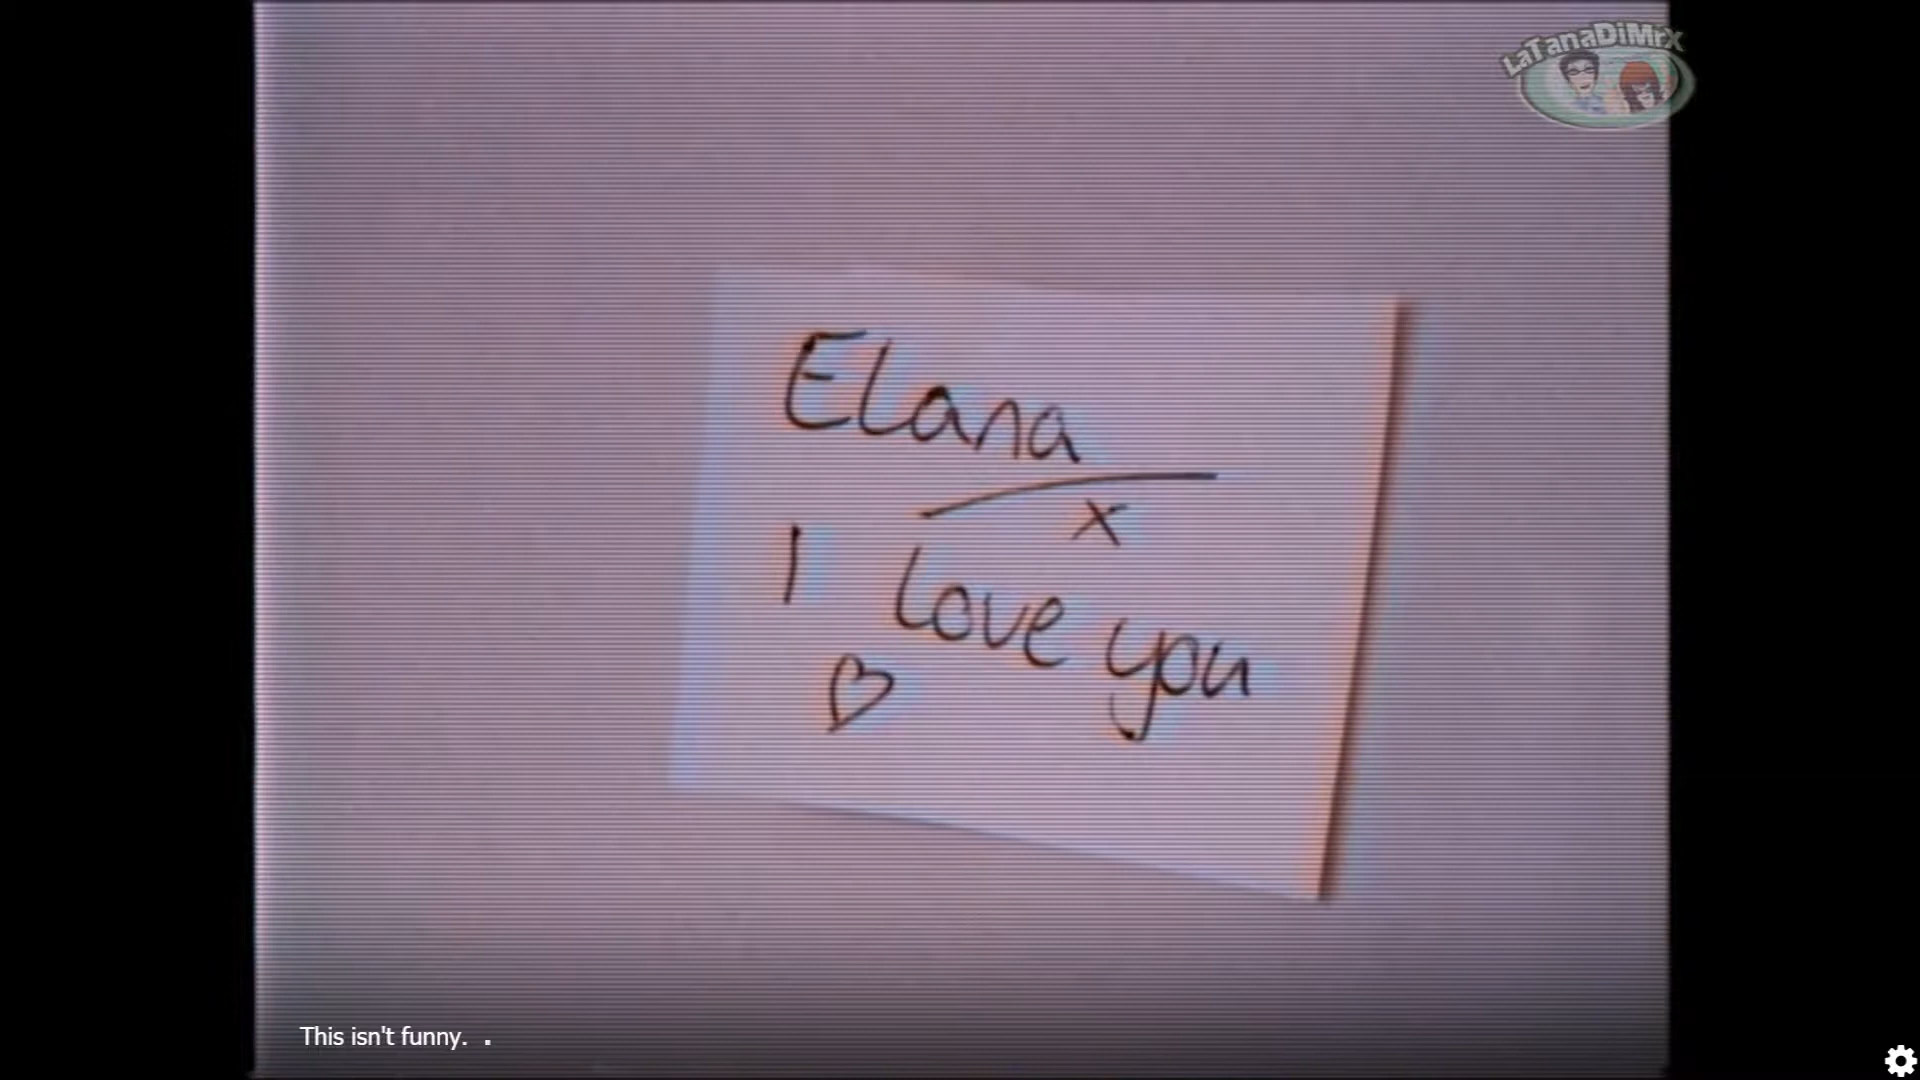 LaTanaDiMrX
Elana
x
I love you
♡
This isn't funny. .